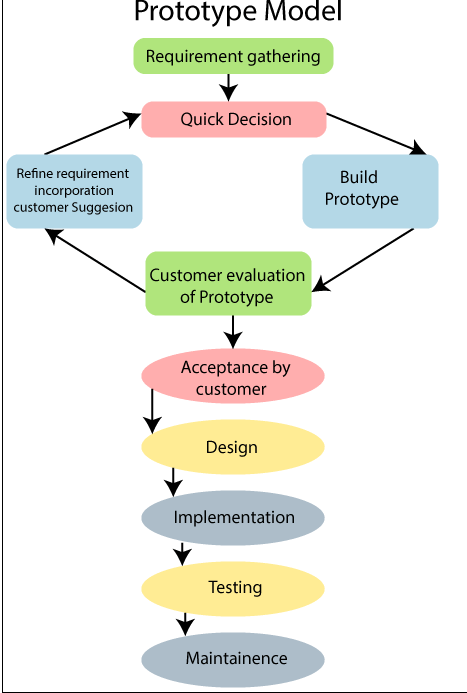 Prototype Model
Requirement gathering
Quick Decision
Build
Prototype
Refine requirement
incorporation
customer Suggesion
Customer evaluation
of Prototype
Acceptance by
customer
Design
Implementation
Testing
Maintainence